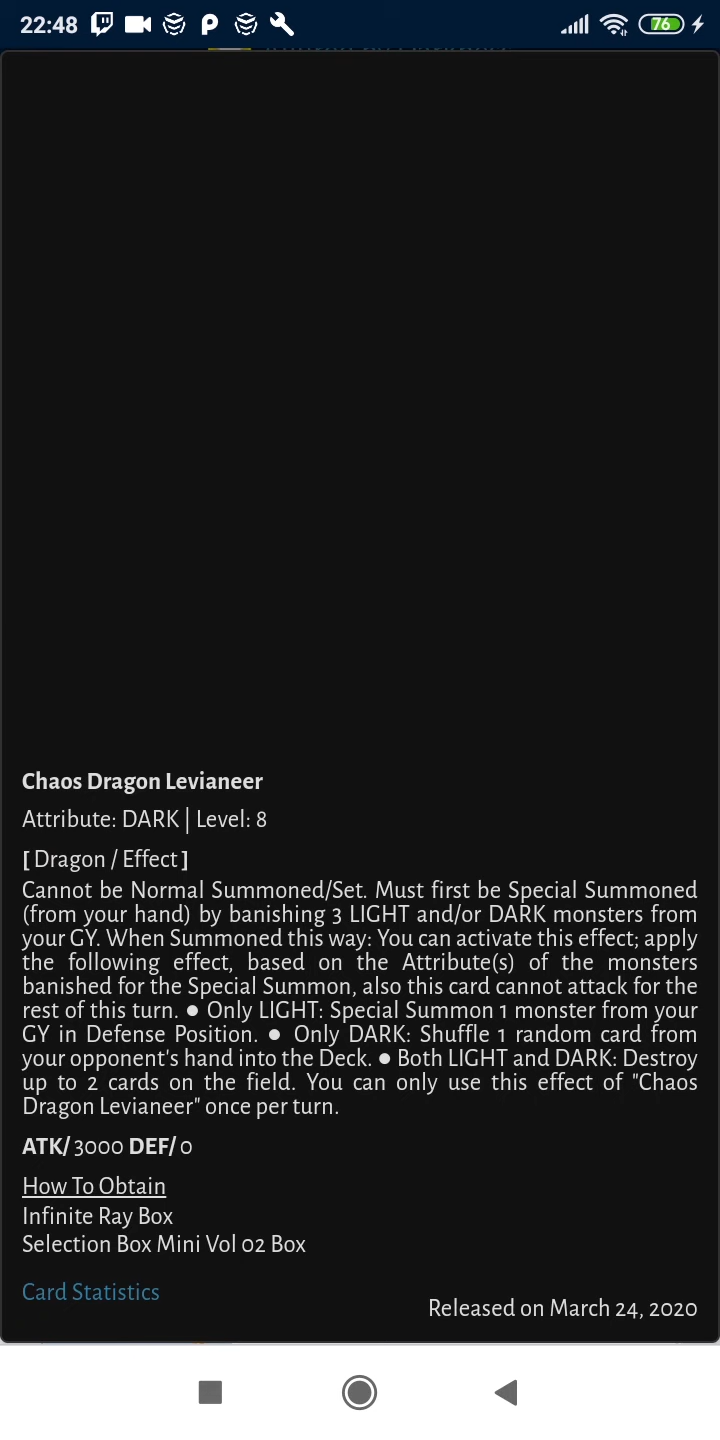 22:48
76
Chaos Dragon Levianeer
Attribute: DARK | Level: 8
[ Dragon / Effect ]
Cannot be Normal Summoned/Set. Must first be Special Summoned
(from your hand) by banishing 3 LIGHT and/or DARK monsters from
your GY. When Summoned this way: You can activate this effect; apply
the following effect, based on the Attribute(s) of the monsters
banished for the Special Summon, also this card cannot attack for the
rest of this turn. ● Only LIGHT: Special Summon 1 monster from your
GY in Defense Position. ● Only DARK: Shuffle 1 random card from
your opponent's hand into the Deck. ● Both LIGHT and DARK: Destroy
up to 2 cards on the field. You can only use this effect of "Chaos
Dragon Levianeer" once per turn.
ATK/ 3000 DEF/ 0
How To Obtain
Infinite Ray Box
Selection Box Mini Vol 02 Box
Card Statistics
Released on March 24, 2020